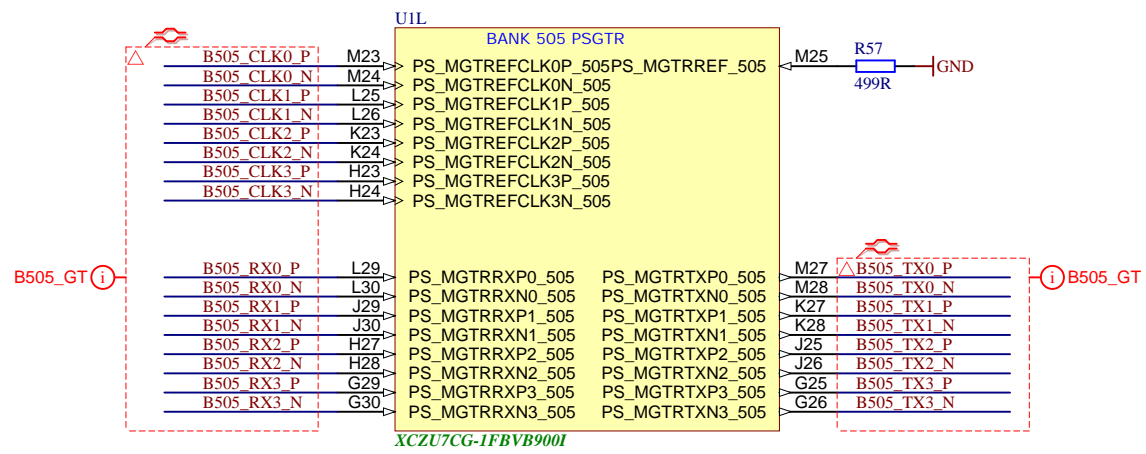 U1L
BANK 505 PSGTR
B505_CLK0_P M23 PS_MGTREFCLK0P_505 PS_MGTRREF_505 M25 R57 GND
499R
B505_CLK0_N M24 PS_MGTREFCLK0N_505
B505_CLK1_P L25 PS_MGTREFCLK1P_505
B505_CLK1_N L26 PS_MGTREFCLK1N_505
B505_CLK2_P K23 PS_MGTREFCLK2P_505
B505_CLK2_N K24 PS_MGTREFCLK2N_505
B505_CLK3_P H23 PS_MGTREFCLK3P_505
B505_CLK3_N H24 PS_MGTREFCLK3N_505
B505_GT i B505_RX0_P L29 PS_MGTRRXP0_505 PS_MGTRTXP0_505 M27 B505_TX0_P i B505_GT
B505_RX0_N L30 PS_MGTRRXN0_505 PS_MGTRTXN0_505 M28 B505_TX0_N
B505_RX1_P J29 PS_MGTRRXP1_505 PS_MGTRTXP1_505 K27 B505_TX1_P
B505_RX1_N J30 PS_MGTRRXN1_505 PS_MGTRTXN1_505 K28 B505_TX1_N
B505_RX2_P H27 PS_MGTRRXP2_505 PS_MGTRTXP2_505 J25 B505_TX2_P
B505_RX2_N H28 PS_MGTRRXN2_505 PS_MGTRTXN2_505 J26 B505_TX2_N
B505_RX3_P G29 PS_MGTRRXP3_505 PS_MGTRTXP3_505 G25 B505_TX3_P
B505_RX3_N G30 PS_MGTRRXN3_505 PS_MGTRTXN3_505 G26 B505_TX3_N
XCZU7CG-1FBVB900I